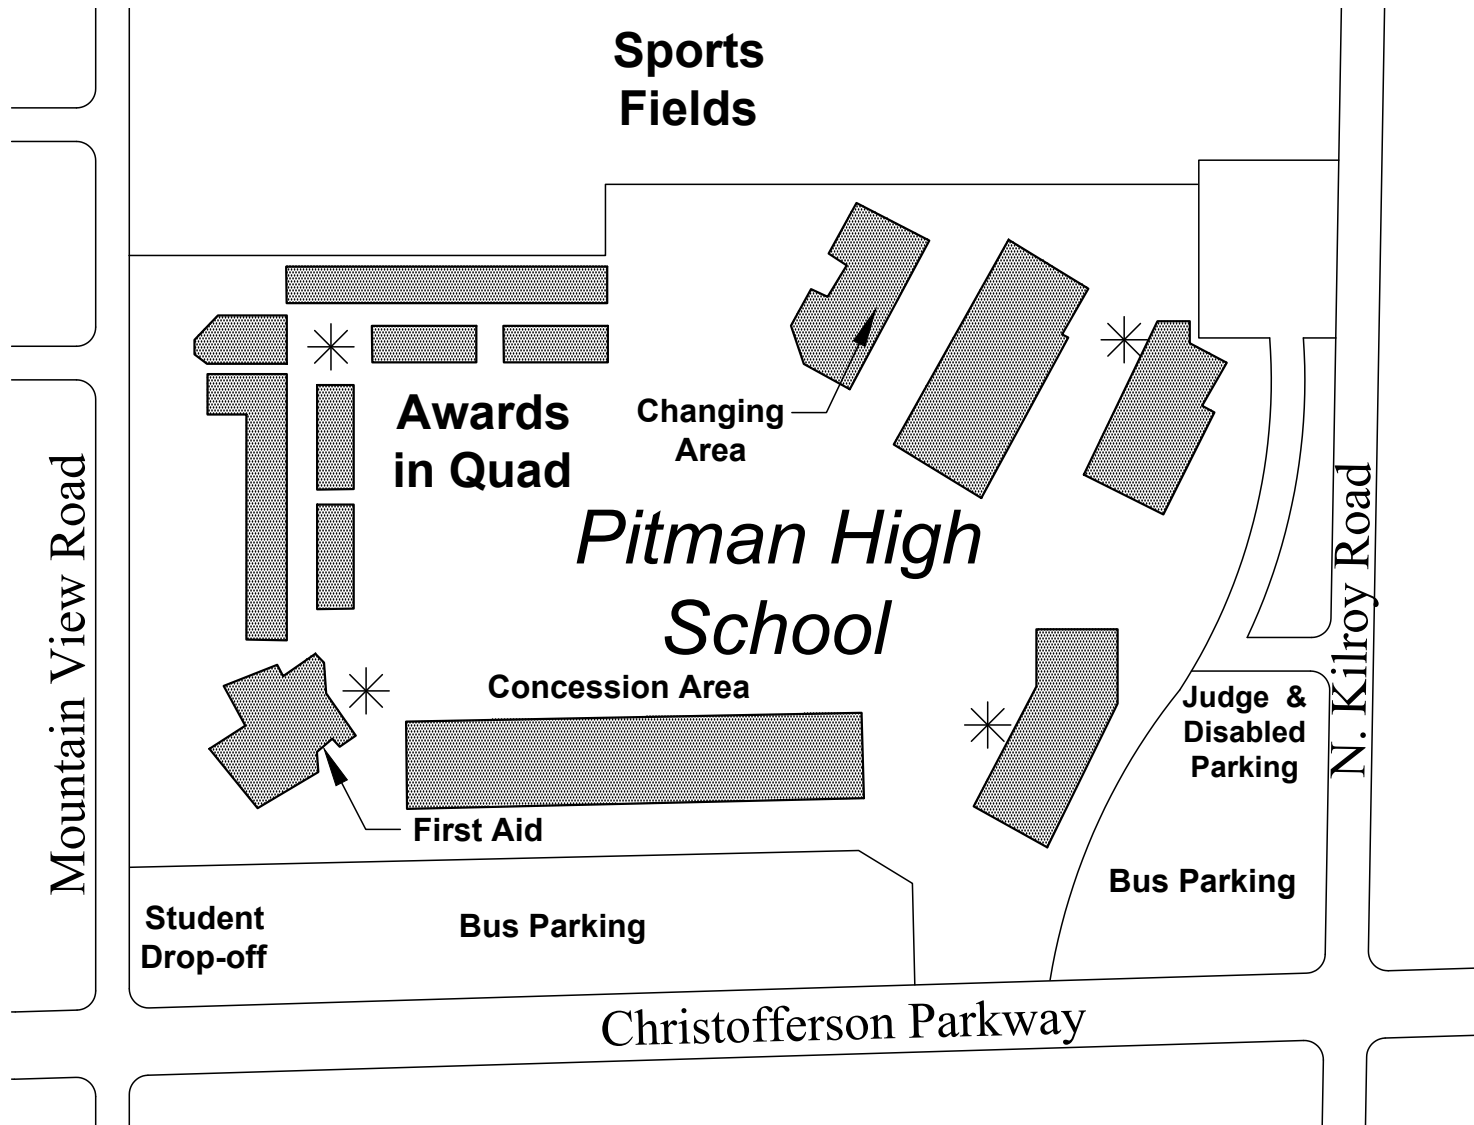 Sports
Fields
Awards
in Quad
Changing
Area
Pitman High
School
Mountain View Road
N. Kilroy Road
Concession Area
Judge & 
Disabled
Parking
First Aid
Bus Parking
Student
Drop-off
Bus Parking
Christofferson Parkway